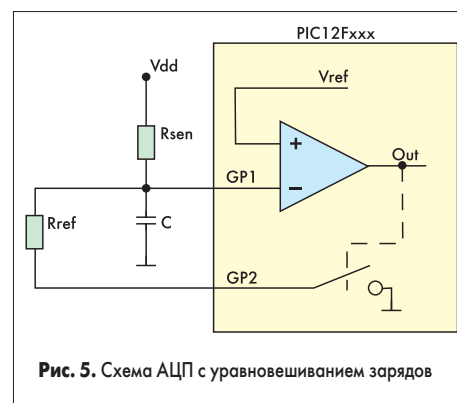 PIC12Fxxx
Vdd
Vref
Rsen
+
Out
GP1
−
Rref
C
GP2
Рис. 5. Схема АЦП с уравновешиванием зарядов